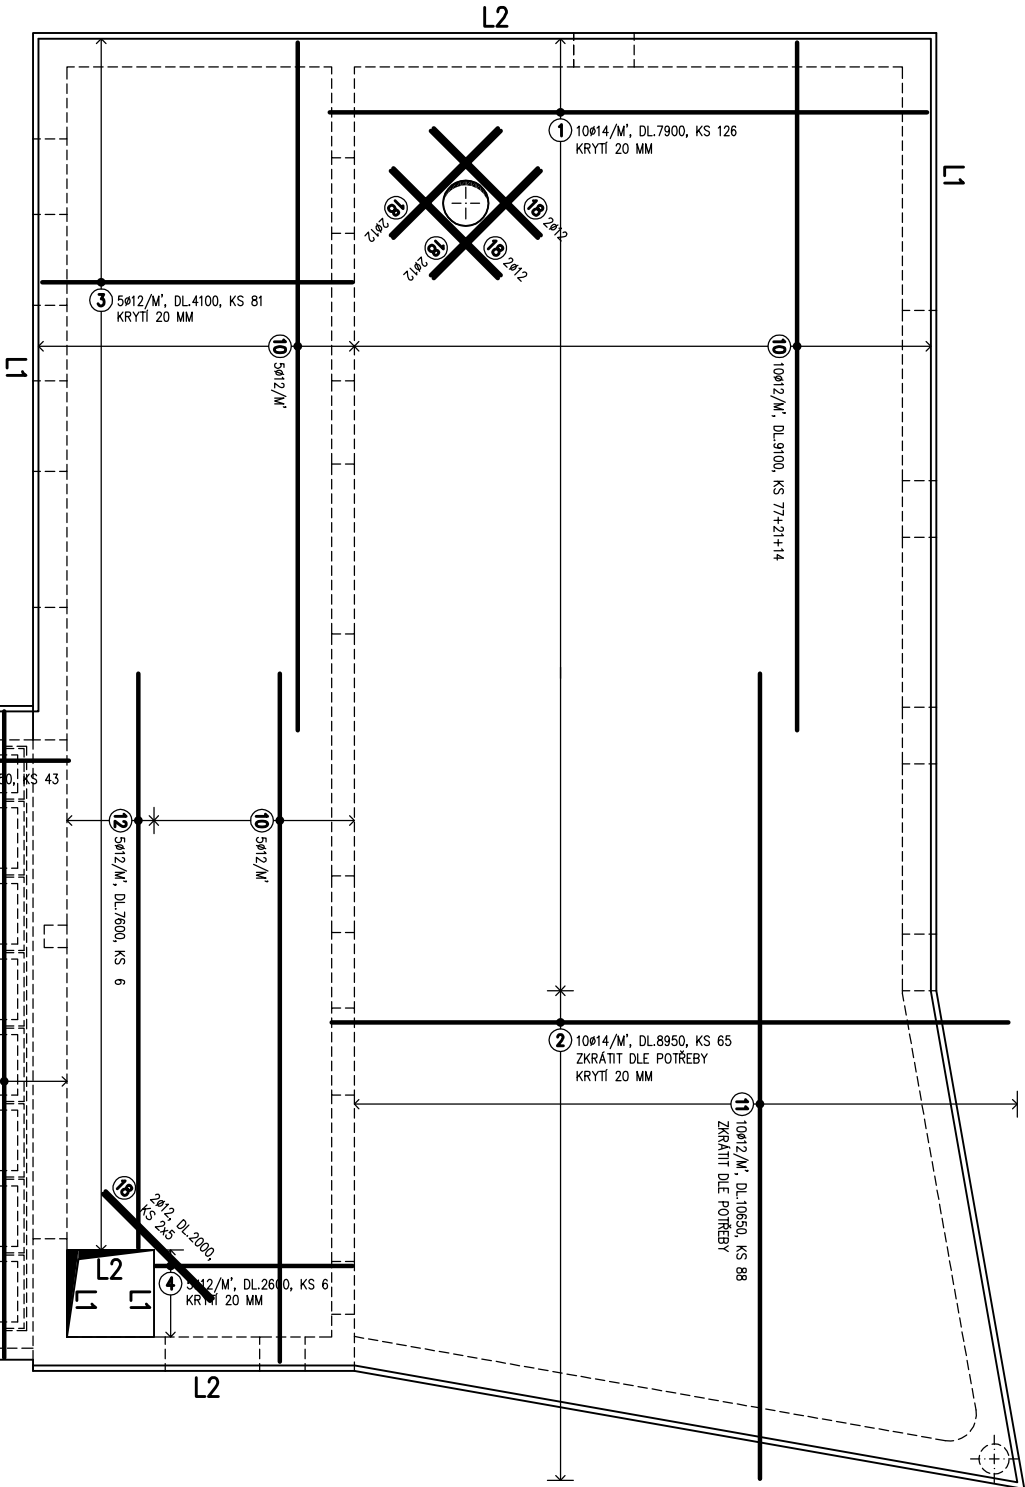 L2
L1
1 10ø14/M', DL.7900, KS 126
KRYTÍ 20 MM
18 2ø12
18 2ø12
18 2ø12
18 2ø12
3 5ø12/M', DL.4100, KS 81
KRYTÍ 20 MM
L1
10 5ø12/M'
10 10ø12/M', DL.9100, KS 77+21+14
KS 43
12 5ø12/M', DL.7600, KS 6
10 5ø12/M'
2 10ø14/M', DL.8950, KS 65
ZKRÁTIT DLE POTŘEBY
KRYTÍ 20 MM
11 10ø12/M', DL.10650, KS 88
ZKRÁTIT DLE POTŘEBY
18 2ø12, DL.2000,
KS 2x5
L2
L1
L1
4 5ø12/M', DL.2600, KS 6
KRYTÍ 20 MM
L2